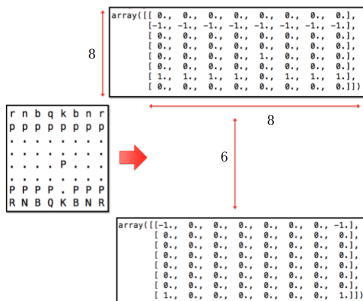 array([[ 0., 0., 0., 0., 0., 0., 0., 0.],
[-1., -1., -1., -1., -1., -1., -1., -1.],
[ 0., 0., 0., 0., 0., 0., 0., 0.],
[ 0., 0., 0., 0., 0., 0., 0., 0.],
[ 0., 0., 0., 0., 1., 0., 0., 0.],
[ 0., 0., 0., 0., 0., 0., 0., 0.],
[ 1., 1., 1., 1., 0., 1., 1., 1.],
[ 0., 0., 0., 0., 0., 0., 0., 0.]])
8
8
r n b q k b n r
p p p p p p p p
. . . . . . . .
. . . . . . . .
. . . . P . . .
. . . . . . . .
P P P P . P P P
R N B Q K B N R
6
array([[-1., 0., 0., 0., 0., 0., 0., -1.],
[ 0., 0., 0., 0., 0., 0., 0., 0.],
[ 0., 0., 0., 0., 0., 0., 0., 0.],
[ 0., 0., 0., 0., 0., 0., 0., 0.],
[ 0., 0., 0., 0., 0., 0., 0., 0.],
[ 0., 0., 0., 0., 0., 0., 0., 0.],
[ 0., 0., 0., 0., 0., 0., 0., 0.],
[ 1., 0., 0., 0., 0., 0., 0., 1.]])